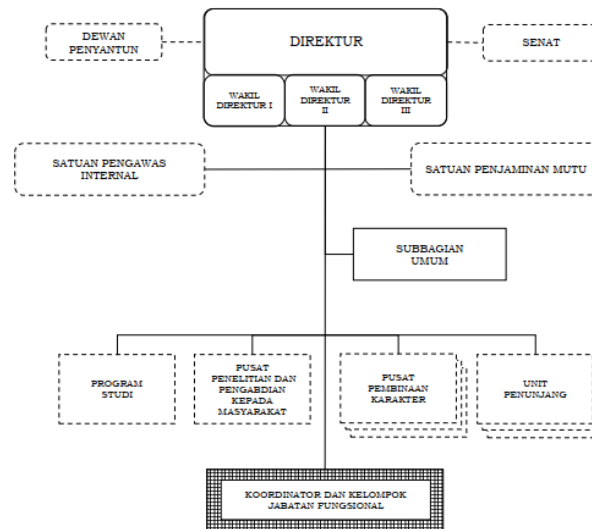 DEWAN
PENYANTUN
DIREKTUR
SENAT
WAKIL
DIREKTUR I
WAKIL
DIREKTUR
II
WAKIL
DIREKTUR
III
SATUAN PENGAWAS
INTERNAL
SATUAN PENJAMINAN MUTU
SUBBAGIAN
UMUM
PROGRAM
STUDI
PUSAT
PENELITIAN DAN
PENGABDIAN
KEPADA
MASYARAKAT
PUSAT
PEMBINAAN
KARAKTER
UNIT
PENUNJANG
KOORDINATOR DAN KELOMPOK
JABATAN FUNGSIONAL